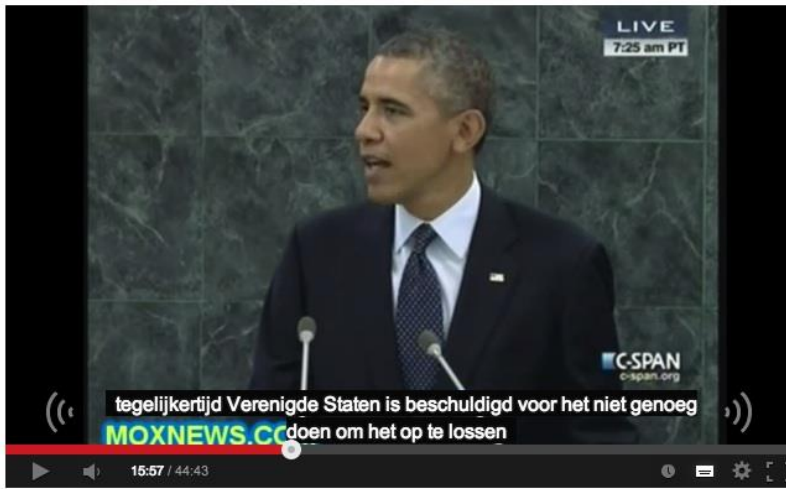 LIVE
7:25 am PT
C-SPAN
c-span.org
tegelijkertijd Verenigde Staten is beschuldigd voor het niet genoeg
doen om het op te lossen
MOXNEWS.C
15:57 / 44:43